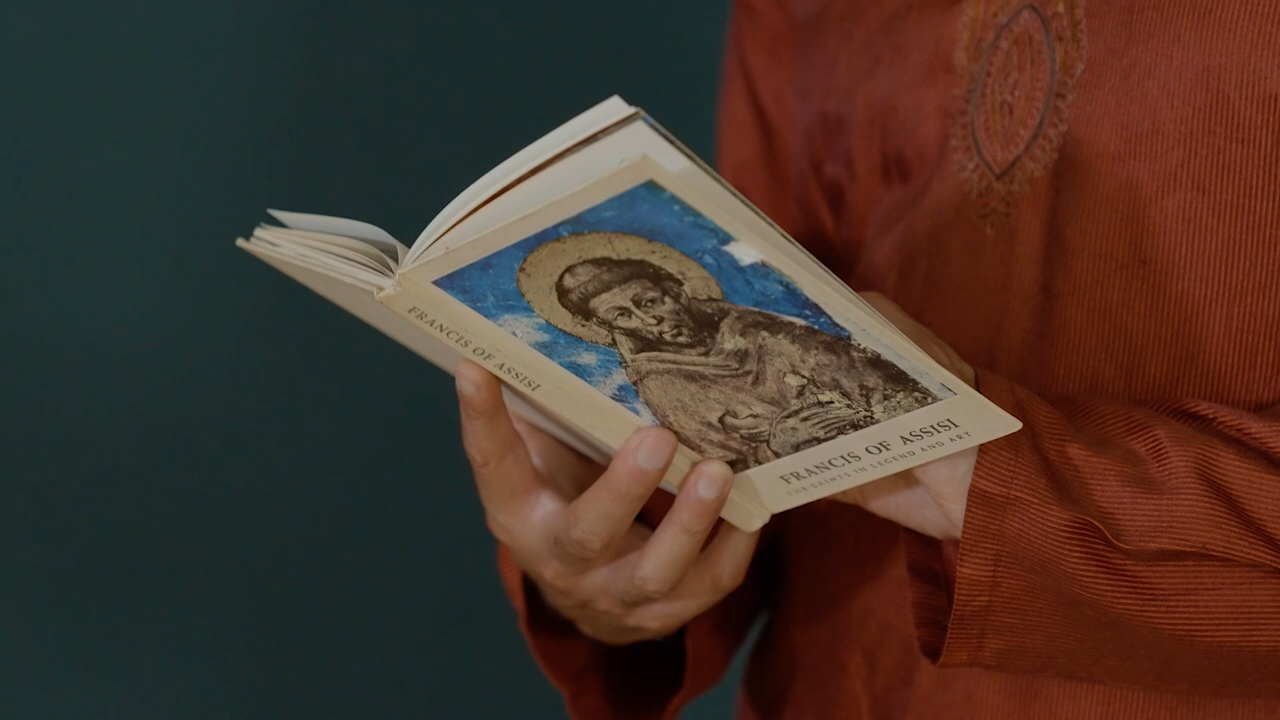 FRANCIS OF ASSISI
FRANCIS OF ASSISI
THE SAINTS IN LEGEND AND ART